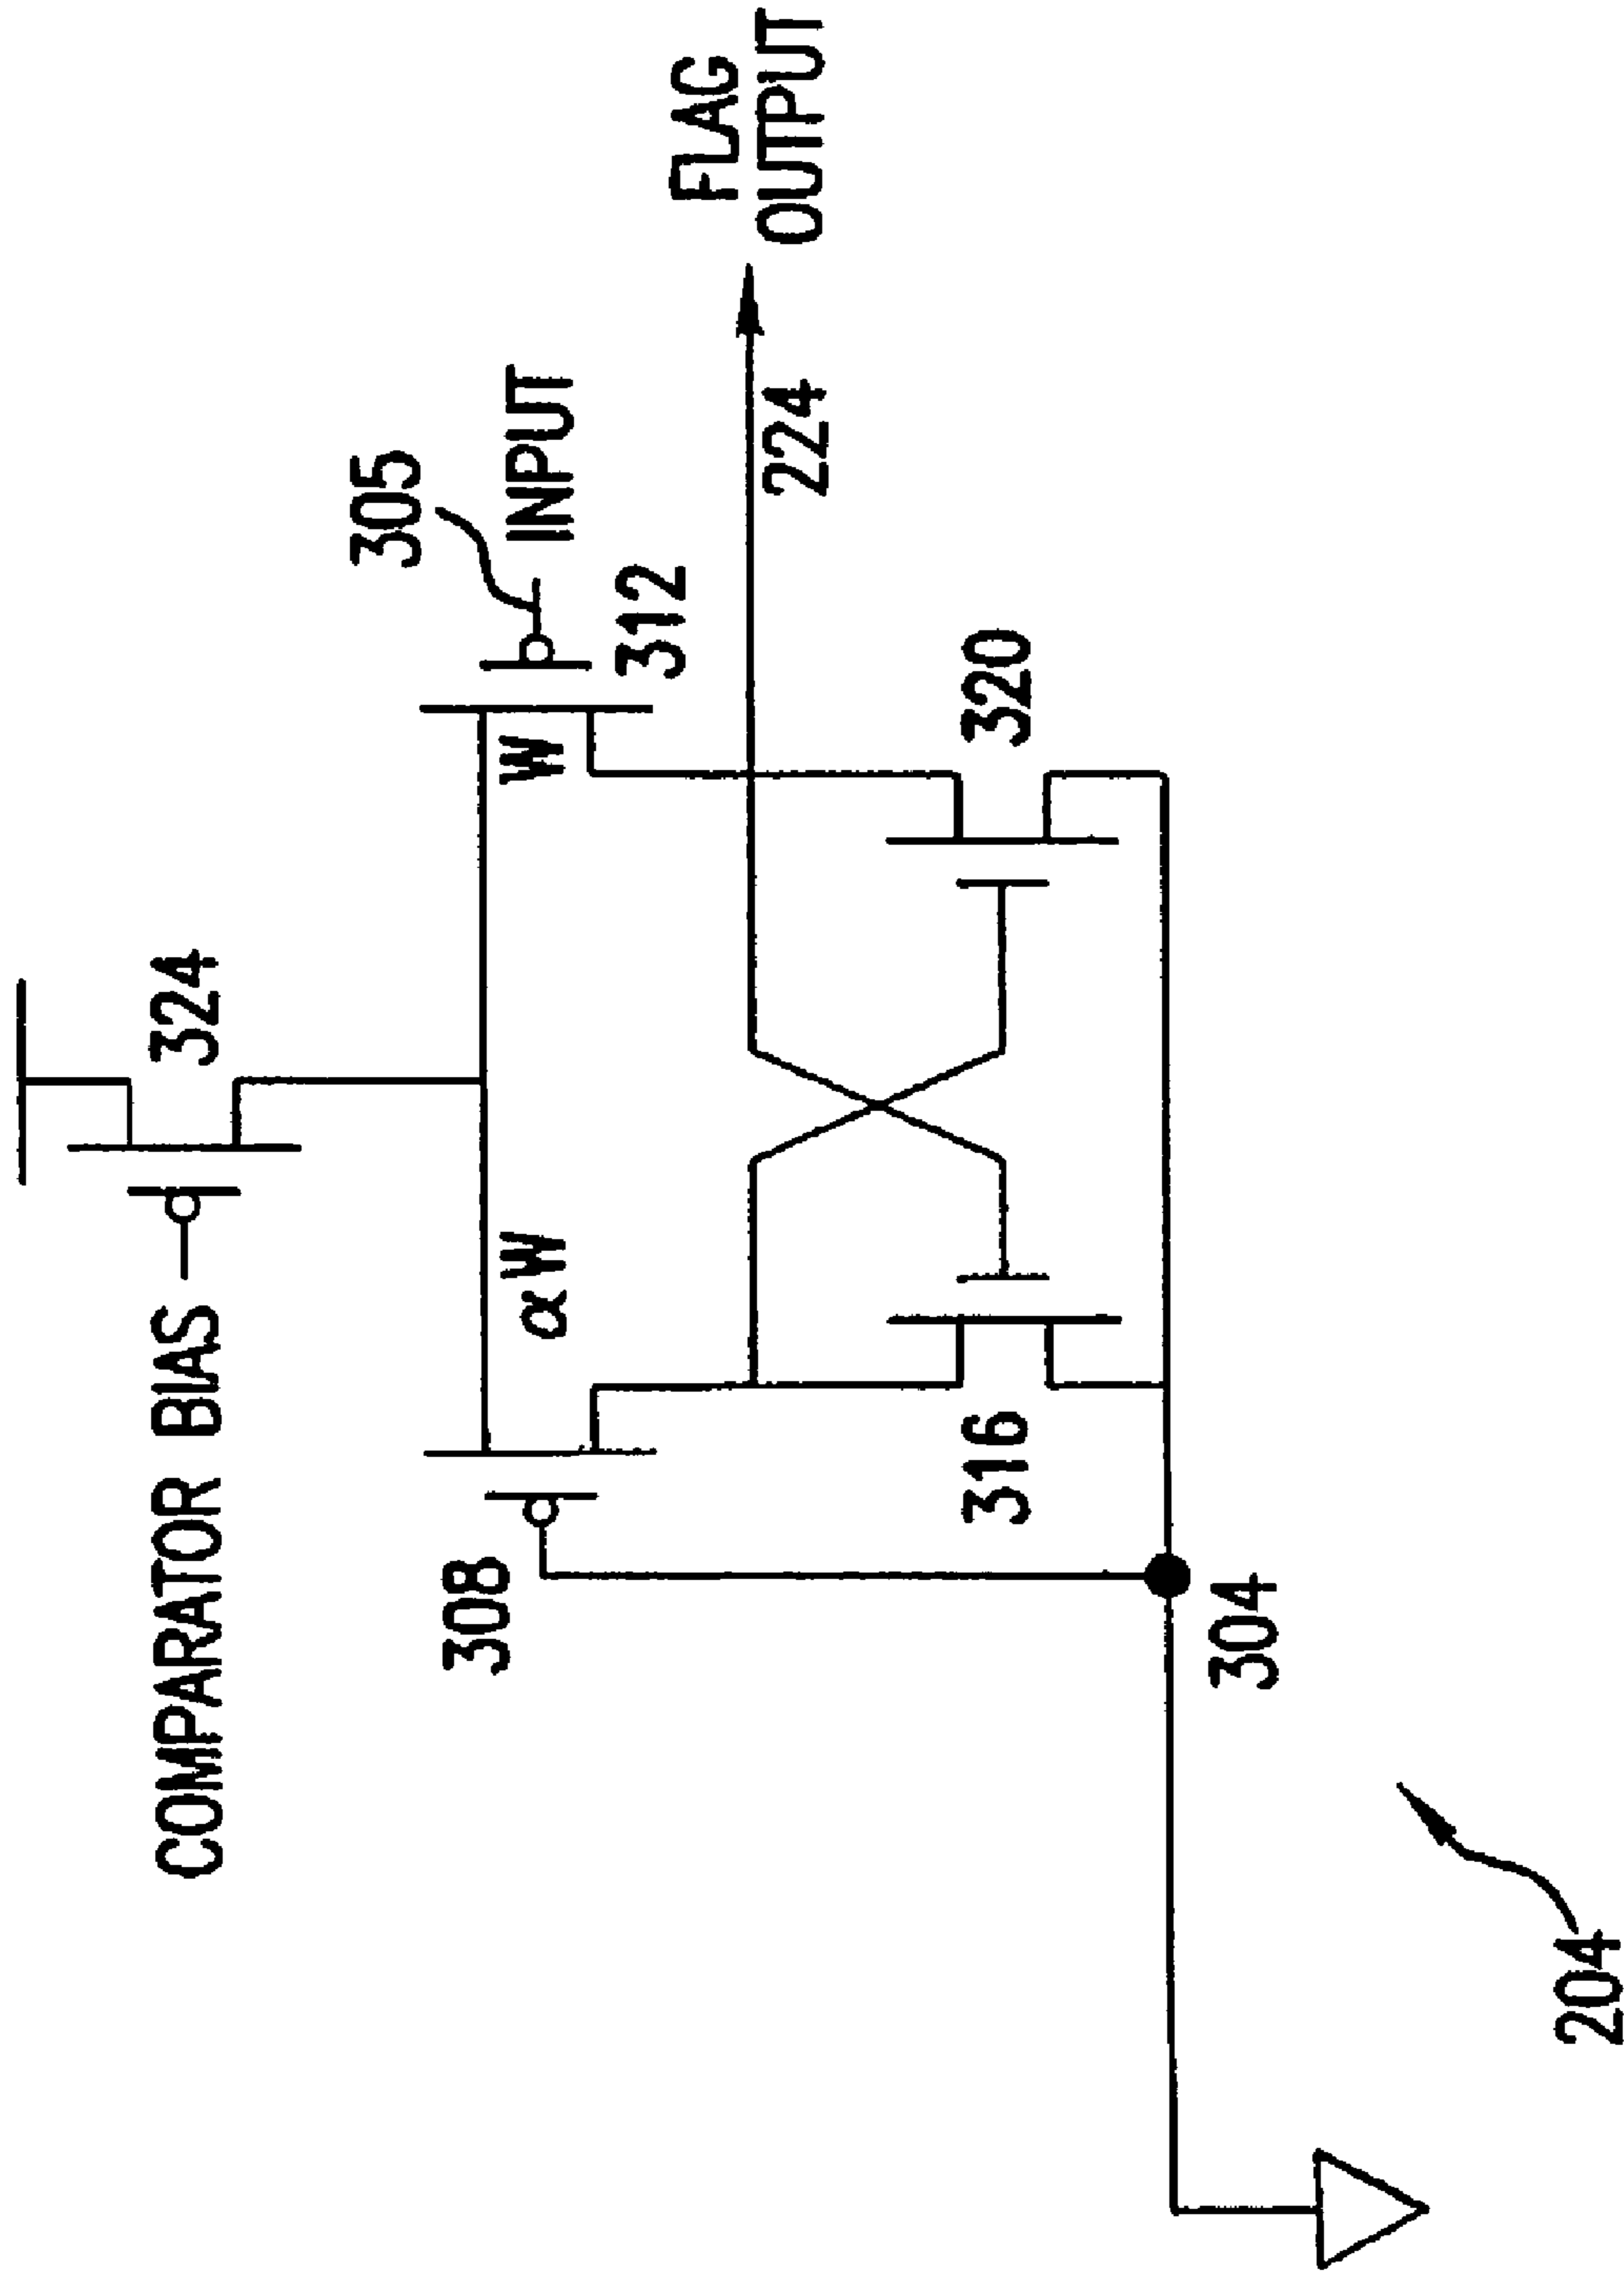 COMPARATOR BIAS
324
305
INPUT
308
αW
W
312
FLAG
OUTPUT
224
316
320
304
204